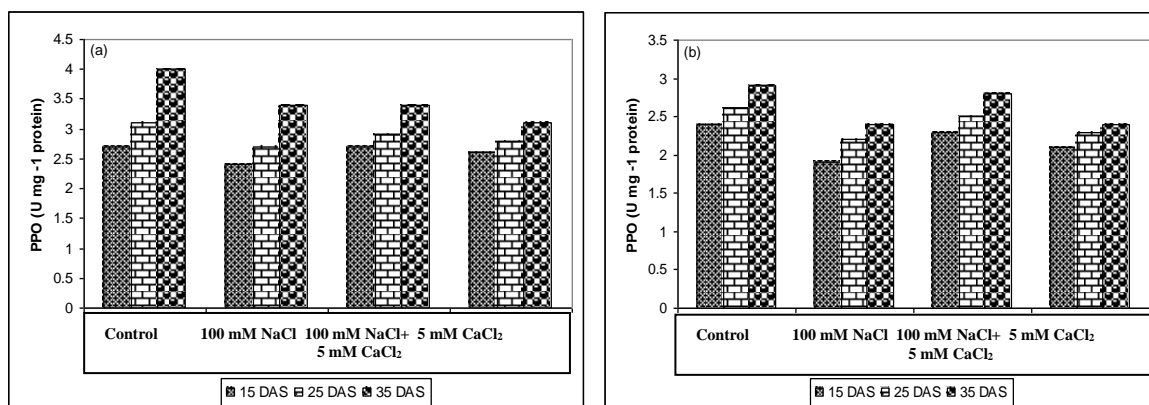 (a)
PPO (U mg -1 protein)
4.5
4
3.5
3
2.5
2
1.5
1
0.5
0
Control 100 mM NaCl 100 mM NaCl+ 5 mM CaCl₂
5 mM CaCl₂
15 DAS 25 DAS 35 DAS
(b)
PPO (U mg -1 protein)
3.5
3
2.5
2
1.5
1
0.5
0
Control 100 mM NaCl 100 mM NaCl+ 5 mM CaCl₂
5 mM CaCl₂
15 DAS 25 DAS 35 DAS